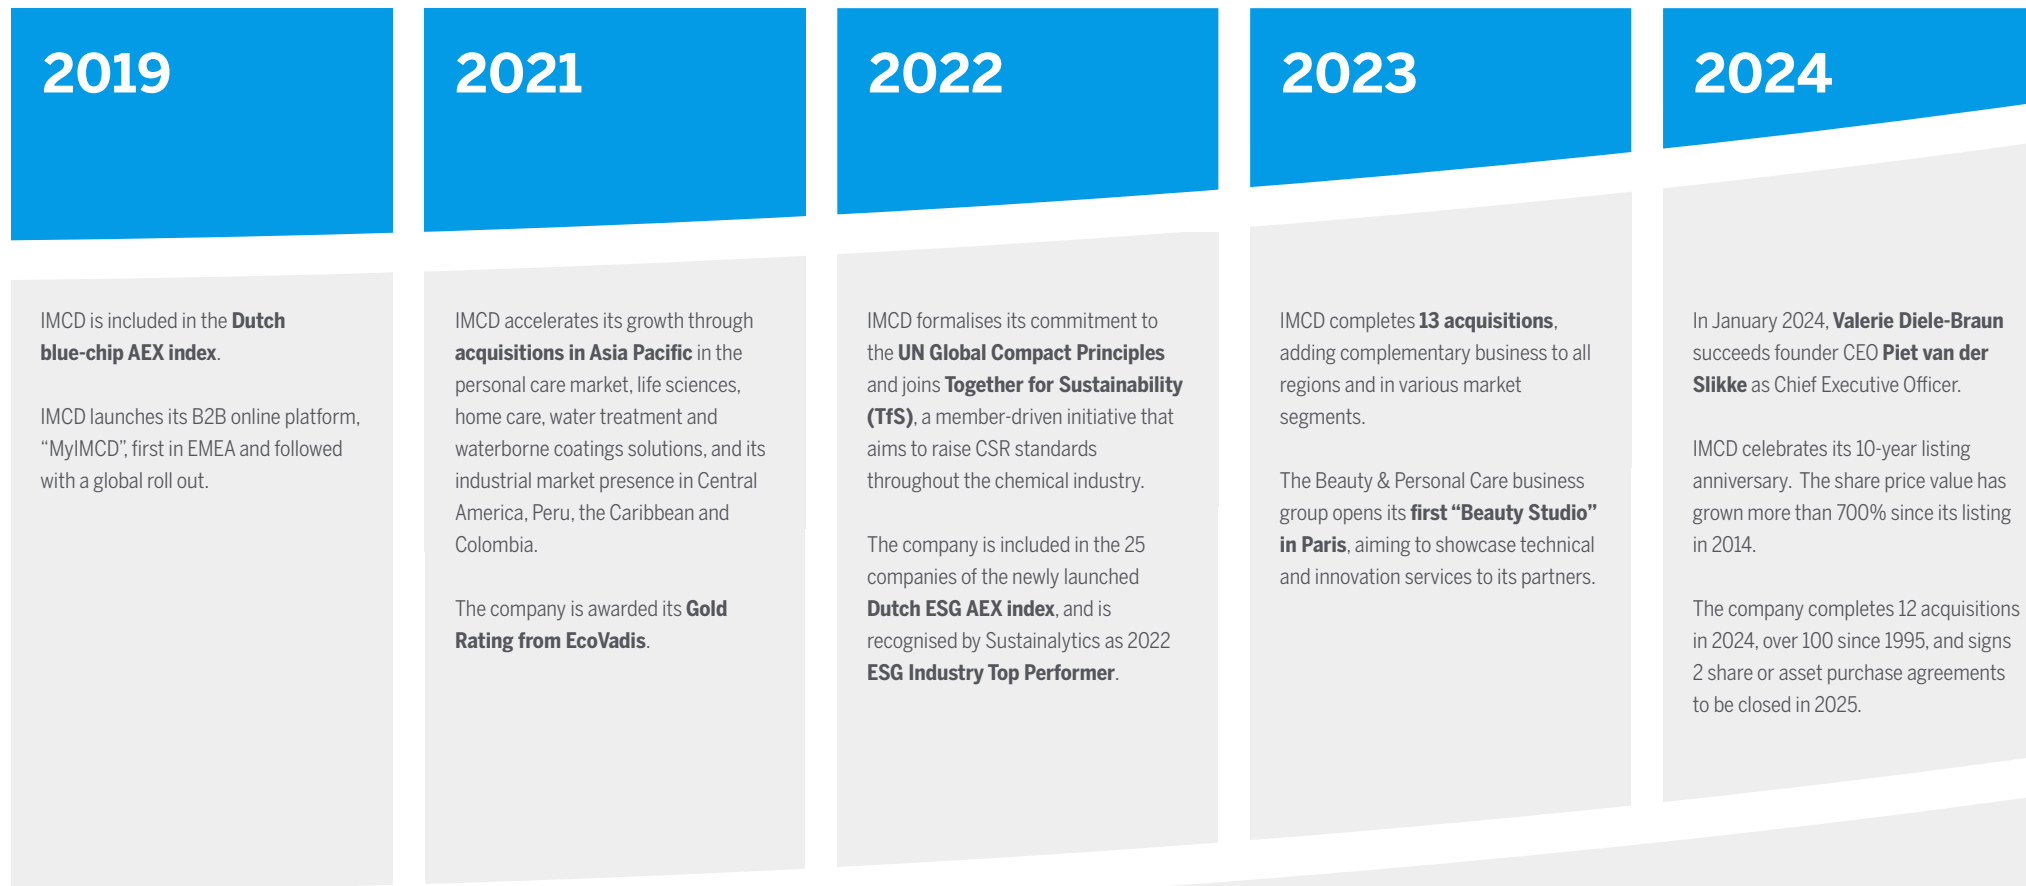 2019
IMCD is included in the Dutch
blue-chip AEX index.
IMCD launches its B2B online platform,
“MyIMCD”, first in EMEA and followed
with a global roll out.
2021
IMCD accelerates its growth through
acquisitions in Asia Pacific in the
personal care market, life sciences,
home care, water treatment and
waterborne coatings solutions, and its
industrial market presence in Central
America, Peru, the Caribbean and
Colombia.
The company is awarded its Gold
Rating from EcoVadis.
2022
IMCD formalises its commitment to
the UN Global Compact Principles
and joins Together for Sustainability
(TfS), a member-driven initiative that
aims to raise CSR standards
throughout the chemical industry.
The company is included in the 25
companies of the newly launched
Dutch ESG AEX index, and is
recognised by Sustainalytics as 2022
ESG Industry Top Performer.
2023
IMCD completes 13 acquisitions,
adding complementary business to all
regions and in various market
segments.
The Beauty & Personal Care business
group opens its first “Beauty Studio”
in Paris, aiming to showcase technical
and innovation services to its partners.
2024
In January 2024, Valerie Diele-Braun
succeeds founder CEO Piet van der
Slikke as Chief Executive Officer.
IMCD celebrates its 10-year listing
anniversary. The share price value has
grown more than 700% since its listing
in 2014.
The company completes 12 acquisitions
in 2024, over 100 since 1995, and signs
2 share or asset purchase agreements
to be closed in 2025.